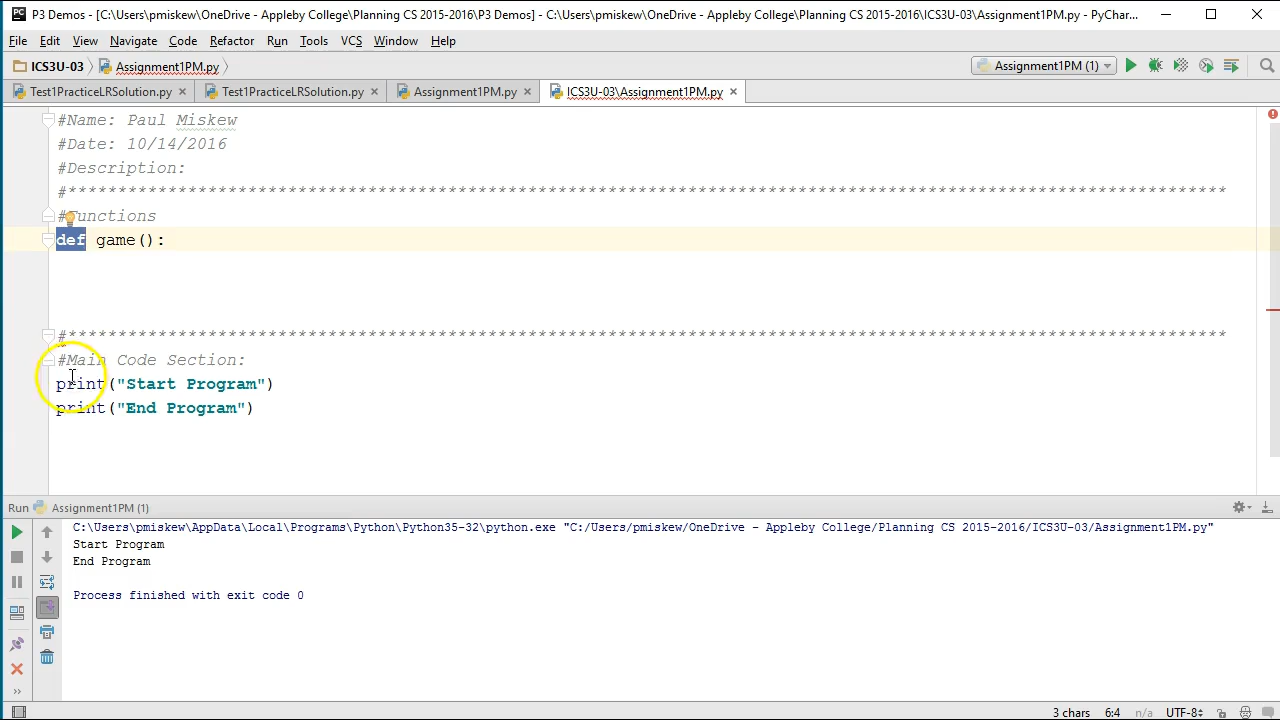 P3 Demos - [C:\Users\pmiskew\OneDrive - Appleby College\Planning CS 2015-2016\P3 Demos] - C:\Users\pmiskew\OneDrive - Appleby College\Planning CS 2015-2016\ICS3U-03\Assignment1PM.py - PyChar...
File Edit View Navigate Code Refactor Run Tools VCS Window Help
ICS3U-03 Assignment1PM.py Assignment1PM (1)
Test1PracticeLRSolution.py Test1PracticeLRSolution.py Assignment1PM.py ICS3U-03\Assignment1PM.py
#Name: Paul Miskew
#Date: 10/14/2016
#Description:
#********************************************************************************************************************
#Functions
def game():
#********************************************************************************************************************
#Main Code Section:
print("Start Program")
print("End Program")
Run Assignment1PM (1)
C:\Users\pmiskew\AppData\Local\Programs\Python\Python35-32\python.exe "C:/Users/pmiskew/OneDrive - Appleby College/Planning CS 2015-2016/ICS3U-03/Assignment1PM.py"
Start Program
End Program
Process finished with exit code 0
3 chars 6:4 n/a UTF-8